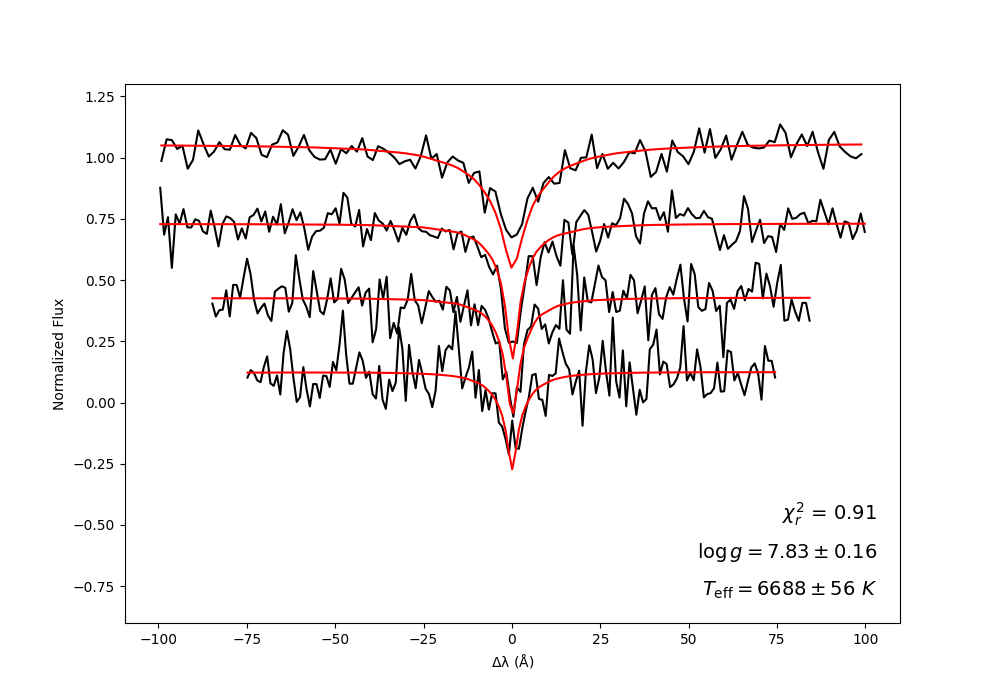 1.25
1.00
0.75
0.50
0.25
0.00
−0.25
−0.50
−0.75
Normalized Flux
χ²ᵣ = 0.91
log g = 7.83 ± 0.16
T_eff = 6688 ± 56 K
−100 −75 −50 −25 0 25 50 75 100
Δλ (Å)